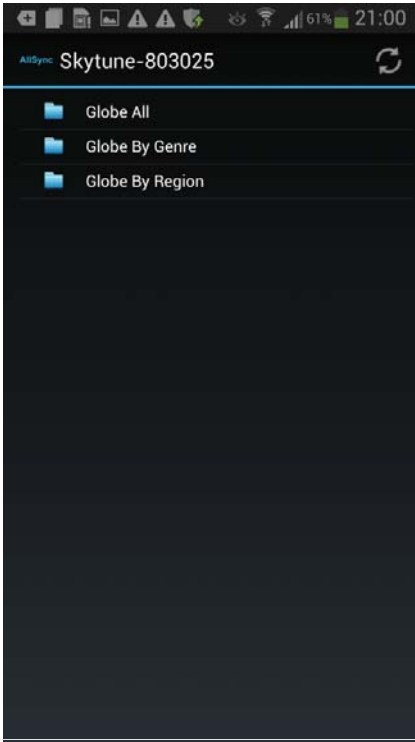 61% 21:00
AllSync Skytune-803025
Globe All
Globe By Genre
Globe By Region